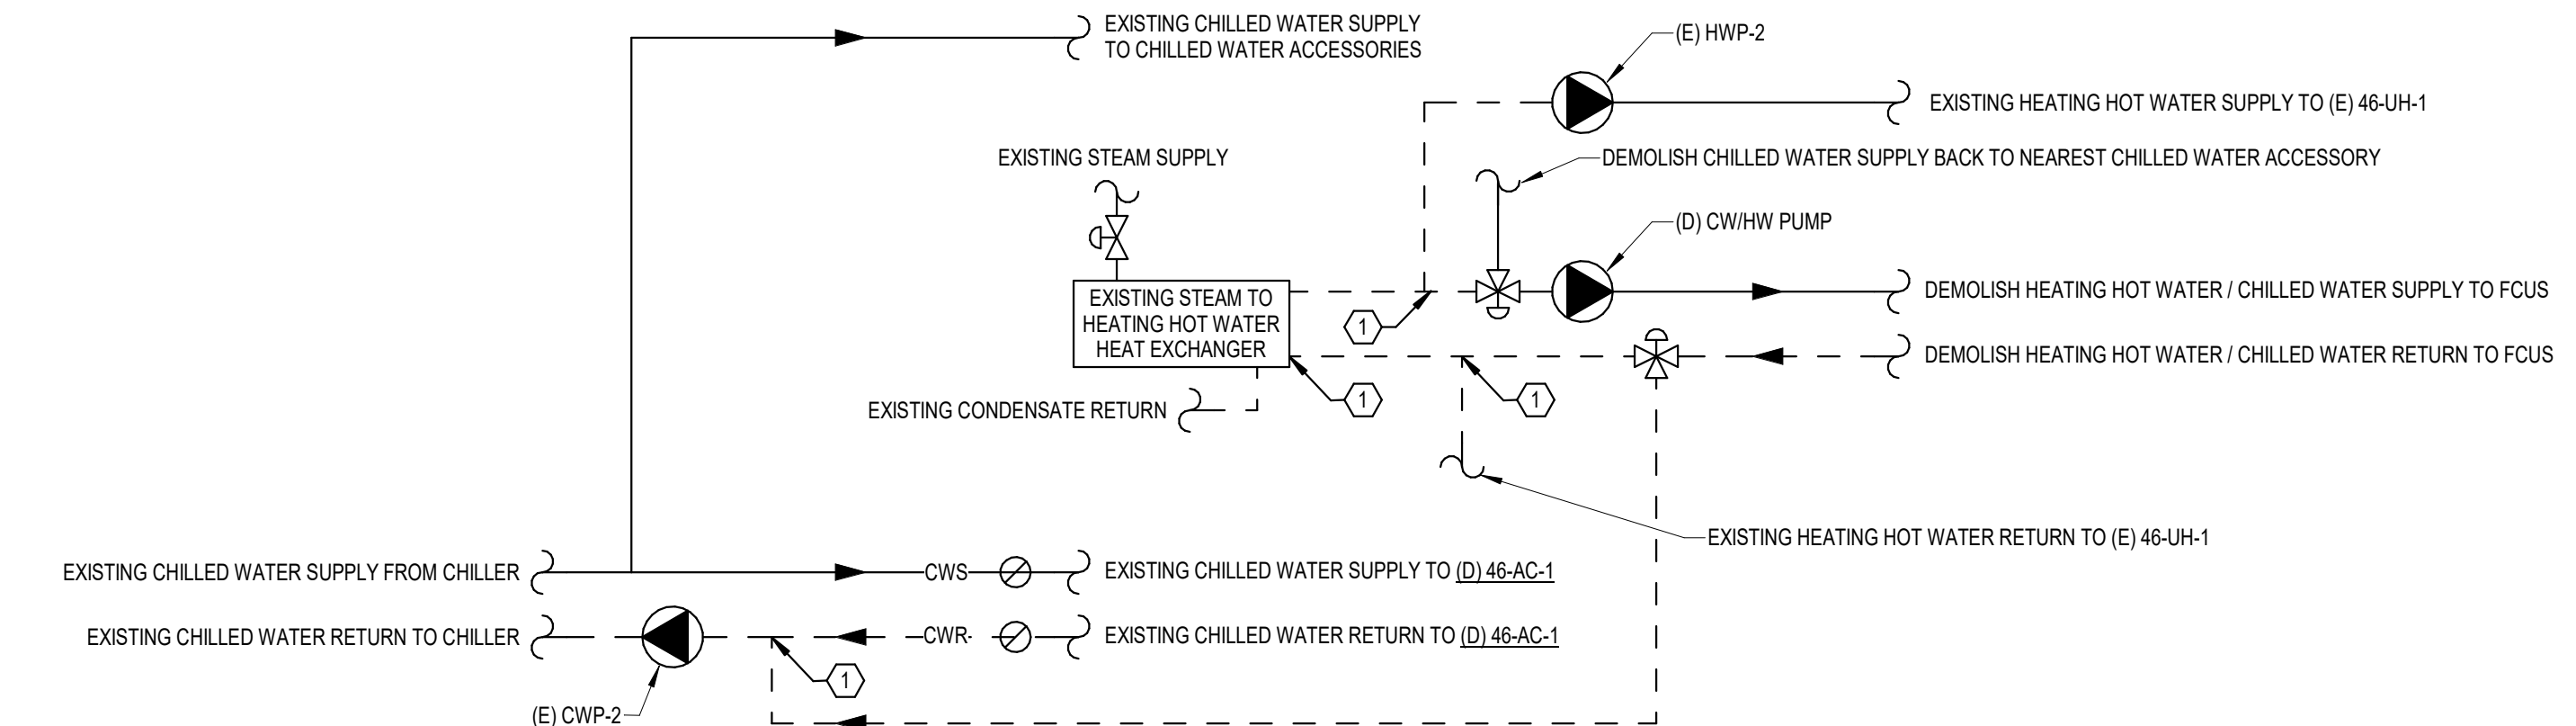 EXISTING CHILLED WATER SUPPLY
TO CHILLED WATER ACCESSORIES
(E) HWP-2
EXISTING HEATING HOT WATER SUPPLY TO (E) 46-UH-1
EXISTING STEAM SUPPLY
DEMOLISH CHILLED WATER SUPPLY BACK TO NEAREST CHILLED WATER ACCESSORY
(D) CW/HW PUMP
EXISTING STEAM TO
HEATING HOT WATER
HEAT EXCHANGER
DEMOLISH HEATING HOT WATER / CHILLED WATER SUPPLY TO FCUS
1
DEMOLISH HEATING HOT WATER / CHILLED WATER RETURN TO FCUS
1
1
EXISTING CONDENSATE RETURN
EXISTING HEATING HOT WATER RETURN TO (E) 46-UH-1
EXISTING CHILLED WATER SUPPLY FROM CHILLER
CWS
EXISTING CHILLED WATER SUPPLY TO (D) 46-AC-1
EXISTING CHILLED WATER RETURN TO CHILLER
CWR
EXISTING CHILLED WATER RETURN TO (D) 46-AC-1
1
(E) CWP-2